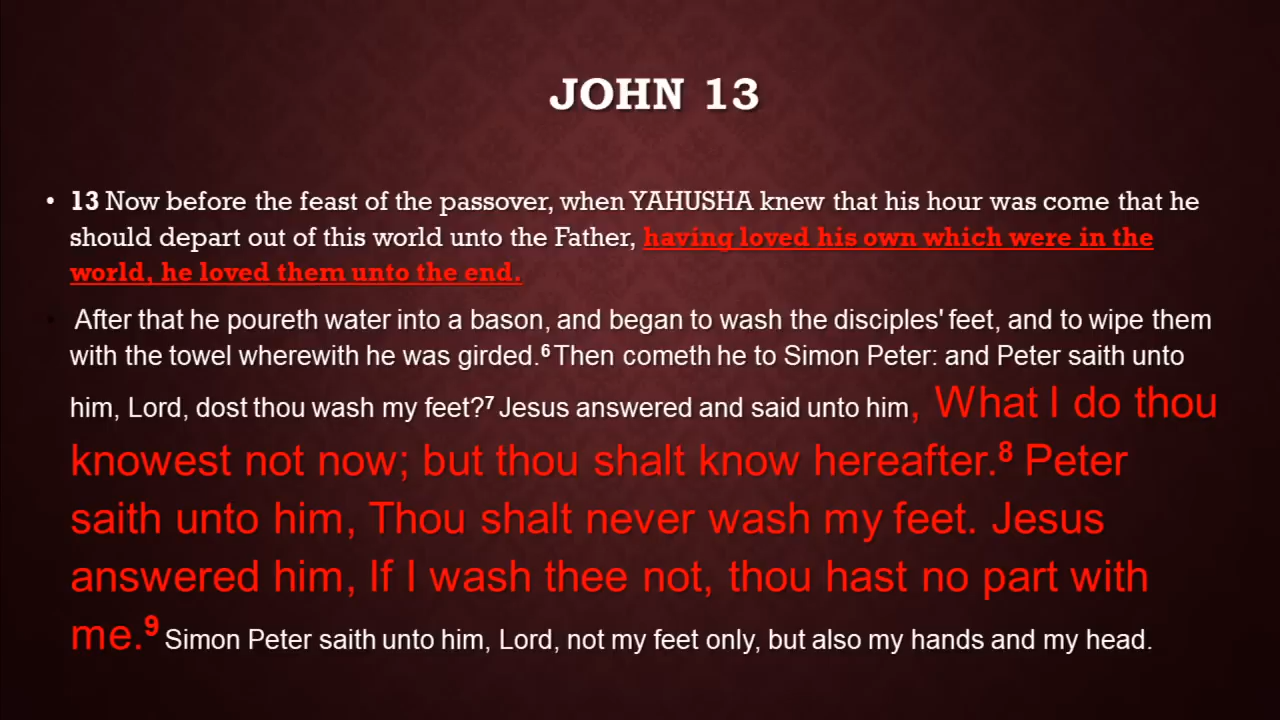 JOHN 13
• 13 Now before the feast of the passover, when YAHUSHA knew that his hour was come that he
should depart out of this world unto the Father, having loved his own which were in the
world, he loved them unto the end.
• After that he poureth water into a bason, and began to wash the disciples' feet, and to wipe them
with the towel wherewith he was girded.⁶ Then cometh he to Simon Peter: and Peter saith unto
him, Lord, dost thou wash my feet?⁷ Jesus answered and said unto him, What I do thou
knowest not now; but thou shalt know hereafter.⁸ Peter
saith unto him, Thou shalt never wash my feet. Jesus
answered him, If I wash thee not, thou hast no part with
me.⁹ Simon Peter saith unto him, Lord, not my feet only, but also my hands and my head.